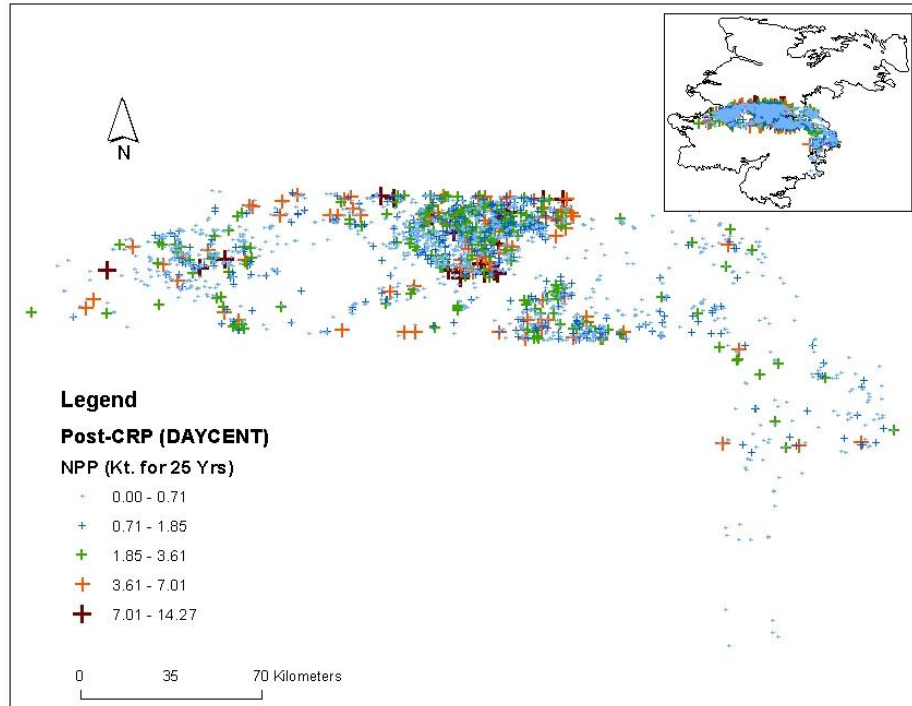 N
Legend
Post-CRP (DAYCENT)
NPP (Kt. for 25 Yrs)
0.00 - 0.71
0.71 - 1.85
1.85 - 3.61
3.61 - 7.01
7.01 - 14.27
0 35 70 Kilometers